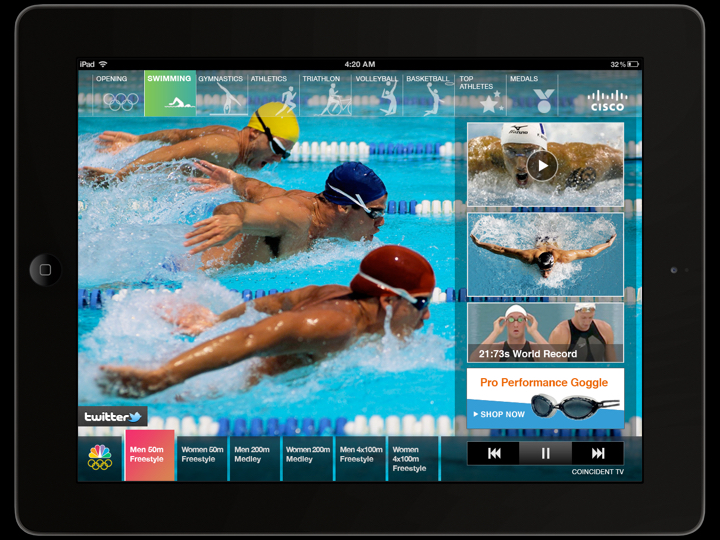 iPad
4:20 AM
32%
OPENING
SWIMMING
GYMNASTICS
ATHLETICS
TRIATHLON
VOLLEYBALL
BASKETBALL
TOP
ATHLETES
MEDALS
CISCO
MIZUNO
21:73s World Record
Pro Performance Goggle
SHOP NOW
twitter
Men 50m
Freestyle
Women 50m
Freestyle
Men 200m
Medley
Women 200m
Medley
Men 4x100m
Freestyle
Women
4x100m
Freestyle
COINCIDENT TV